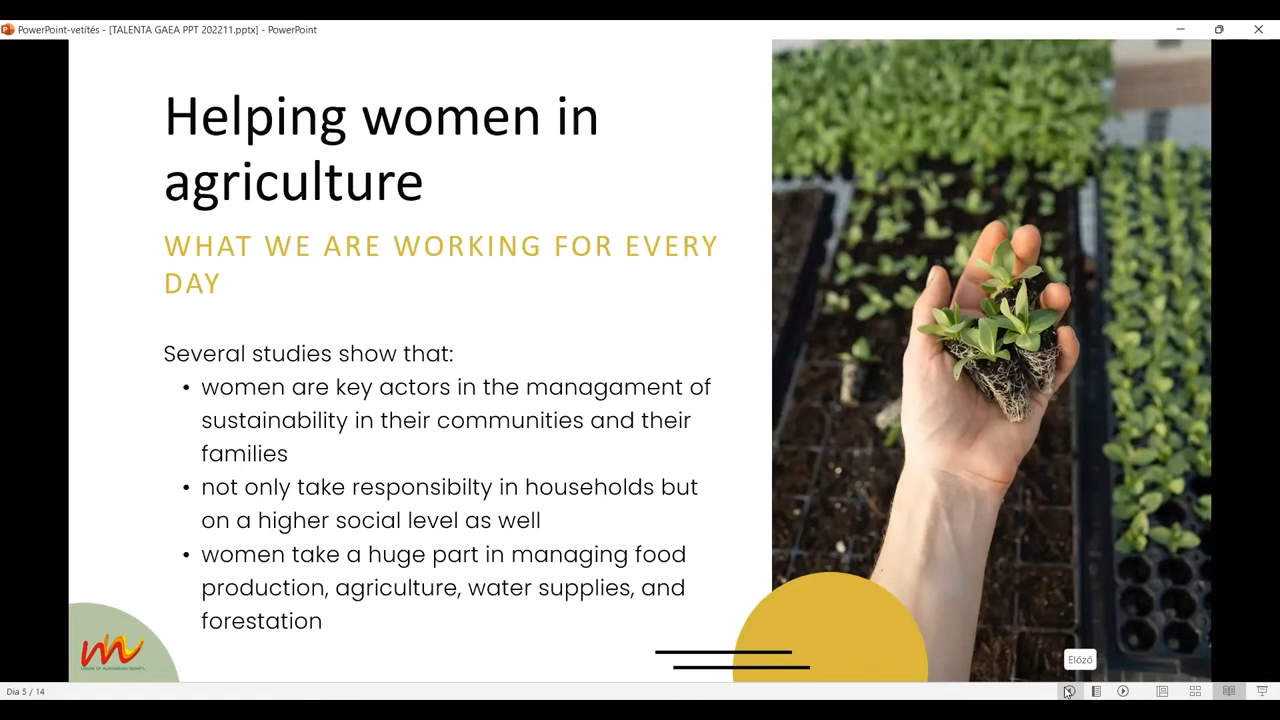 PowerPoint-vetítés - [TALENTA GAEA PPT 202211.pptx] - PowerPoint
Helping women in
agriculture
WHAT WE ARE WORKING FOR EVERY
DAY
Several studies show that:
• women are key actors in the managament of
sustainability in their communities and their
families
• not only take responsibilty in households but
on a higher social level as well
• women take a huge part in managing food
production, agriculture, water supplies, and
forestation
Előző
Dia 5 / 14